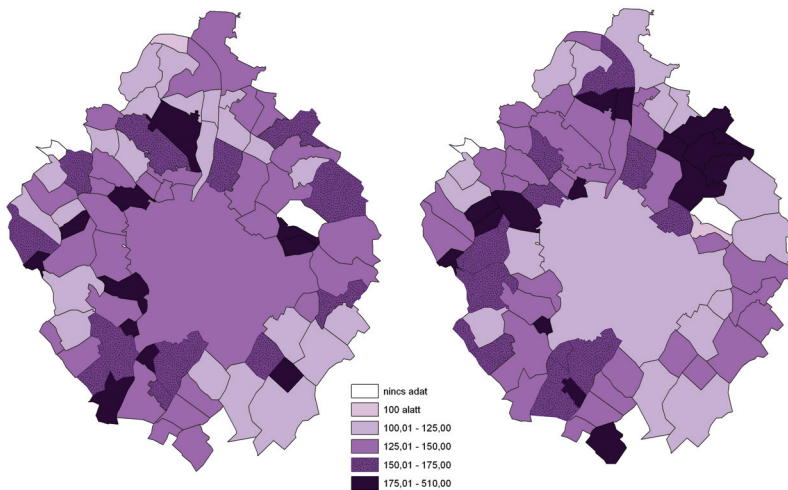 nincs adat
100 alatt
100,01 - 125,00
125,01 - 150,00
150,01 - 175,00
175,01 - 510,00